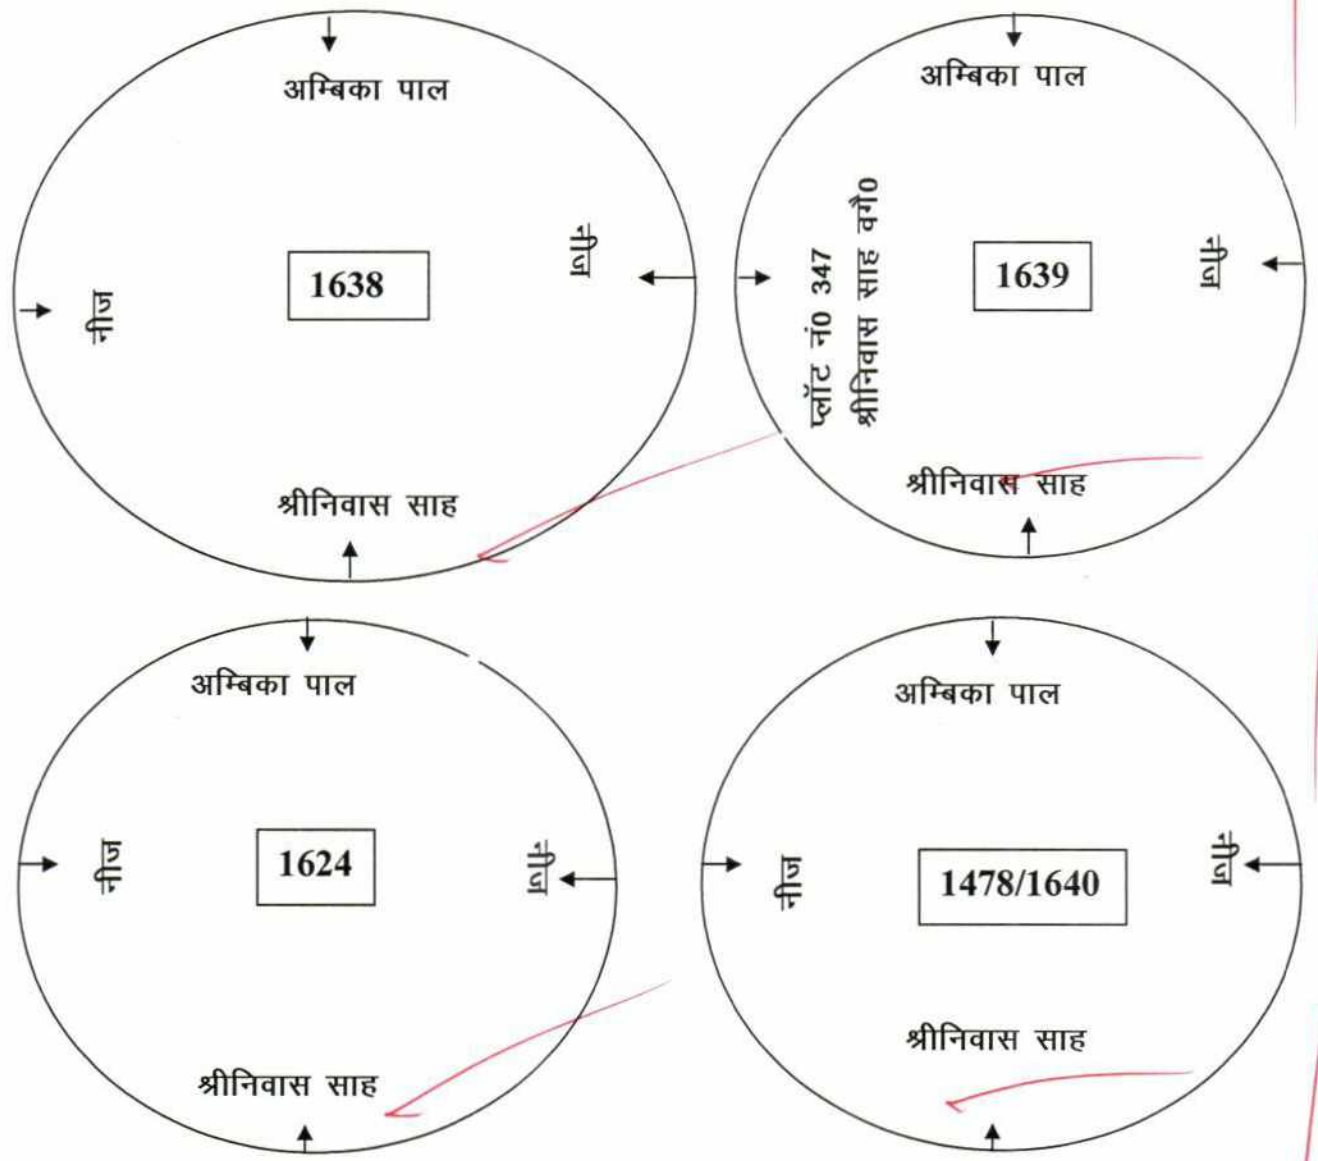 अम्बिका पाल
नीज
1638
नीज
श्रीनिवास साह
अम्बिका पाल
प्लॉट नं0 347
श्रीनिवास साह वगै0
1639
नीज
श्रीनिवास साह
अम्बिका पाल
नीज
1624
नीज
श्रीनिवास साह
अम्बिका पाल
नीज
1478/1640
नीज
श्रीनिवास साह